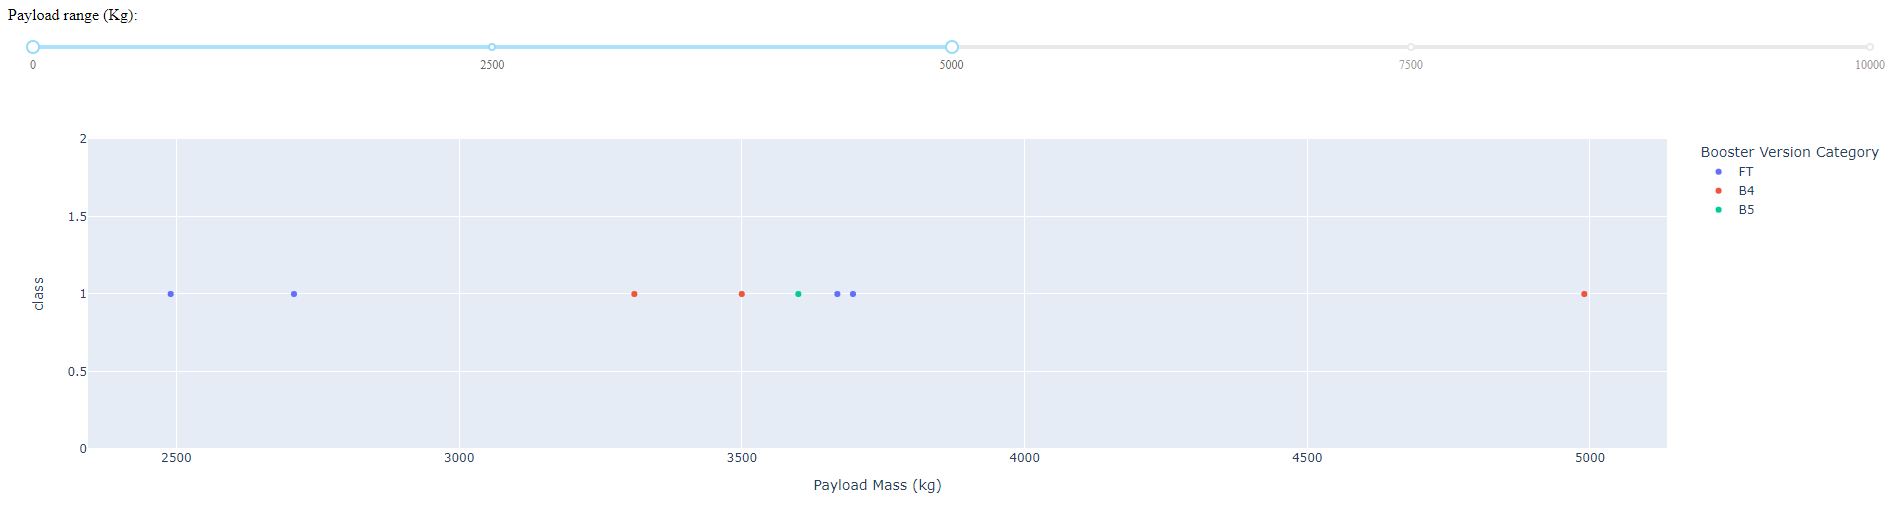 Payload range (Kg):
0 2500 5000 7500 10000
Booster Version Category
FT
B4
B5
2
1.5
1
0.5
0
class
2500 3000 3500 4000 4500 5000
Payload Mass (kg)